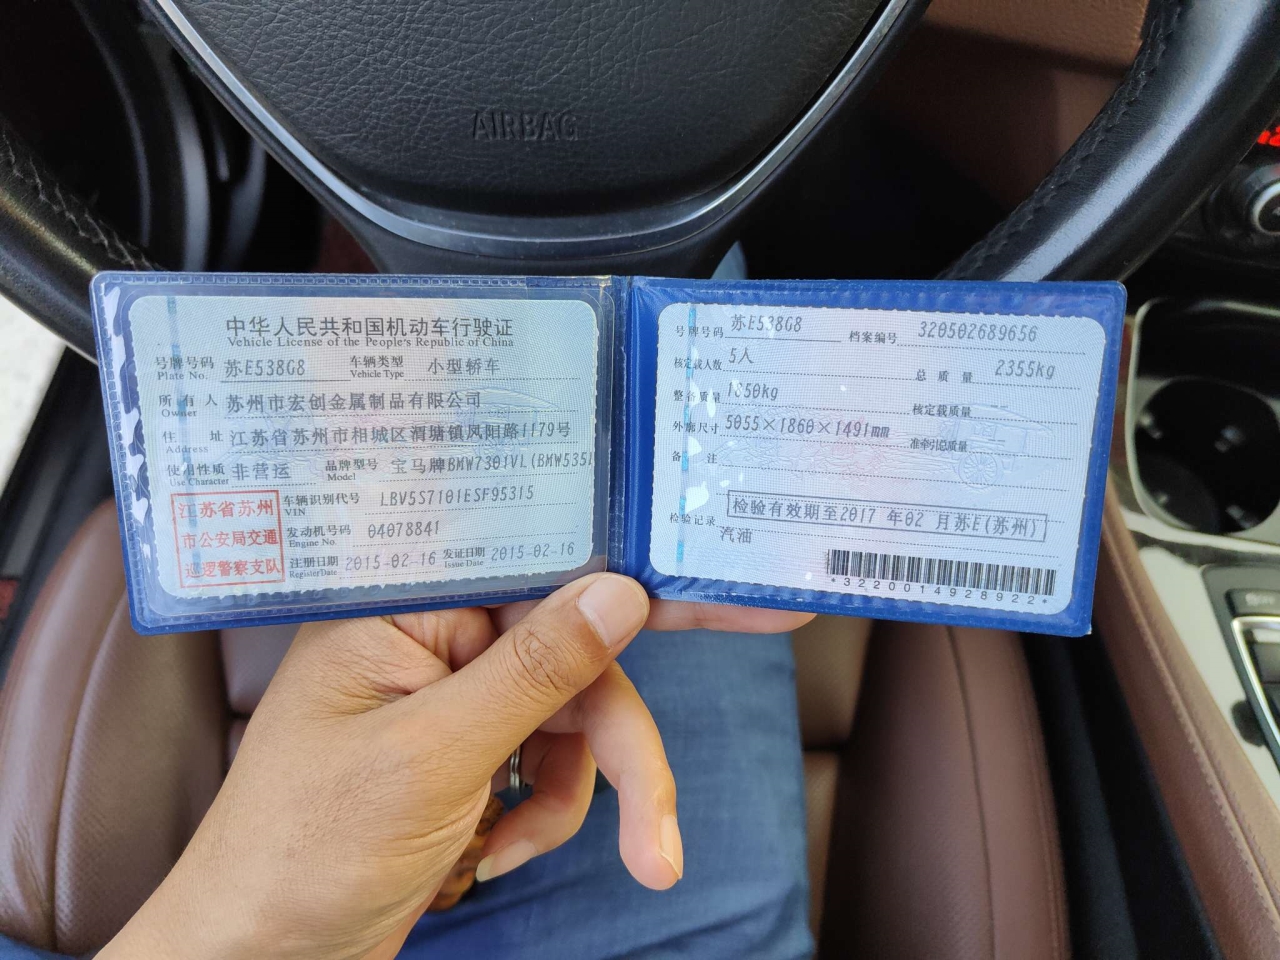 AIRBAG
中华人民共和国机动车行驶证
Vehicle License of the People's Republic of China
号牌号码 苏E538G8 车辆类型 小型轿车
Plate No. Vehicle Type
所有人 苏州市宏创金属制品有限公司
Owner
住址 江苏省苏州市相城区渭塘镇凤阳路1179号
Address
使用性质 非营运 品牌型号 宝马牌BMW7301VL(BMW535L
Use Character Model
江苏省苏州
市公安局交通
巡逻警察支队
车辆识别代号 LBV5S7101ESF95315
VIN
发动机号码 04078841
Engine No.
注册日期 2015-02-16 发证日期 2015-02-16
Register Date Issue Date
号牌号码 苏E538G8 档案编号 320502689656
核定载人数 5人 总质量 2355kg
整备质量 1850kg 核定载质量 --
外廓尺寸 5055×1860×1491mm 准牵引总质量 --
备注
检验有效期至2017 年02 月苏E(苏州)
检验记录
汽油
*3220014928922*